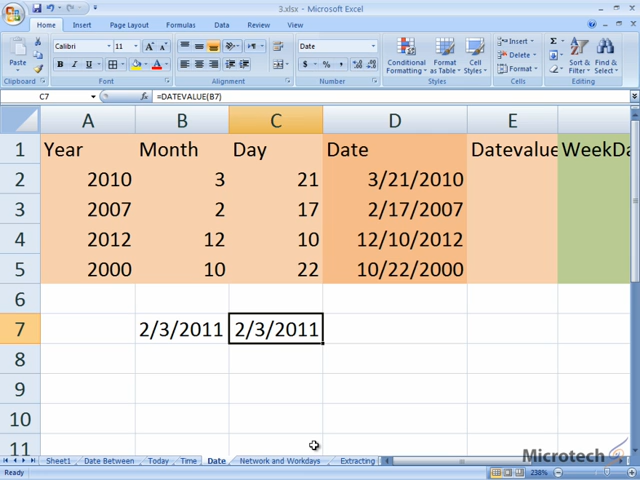 3.xlsx - Microsoft Excel
Home Insert Page Layout Formulas Data Review View
Paste Calibri 11 A A Date Conditional Formatting Format as Table Cell Styles Insert Delete Format Sort & Filter Find & Select
B I U $ % ,
Clipboard Font Alignment Number Styles Cells Editing
C7 =DATEVALUE(B7)
A B C D E
1 Year Month Day Date Datevalue WeekDa
2 2010 3 21 3/21/2010
3 2007 2 17 2/17/2007
4 2012 12 10 12/10/2012
5 2000 10 22 10/22/2000
6
7 2/3/2011 2/3/2011
8
9
10
11
Microtech
Sheet1 Date Between Today Time Date Network and Workdays Extracting
Ready 238%